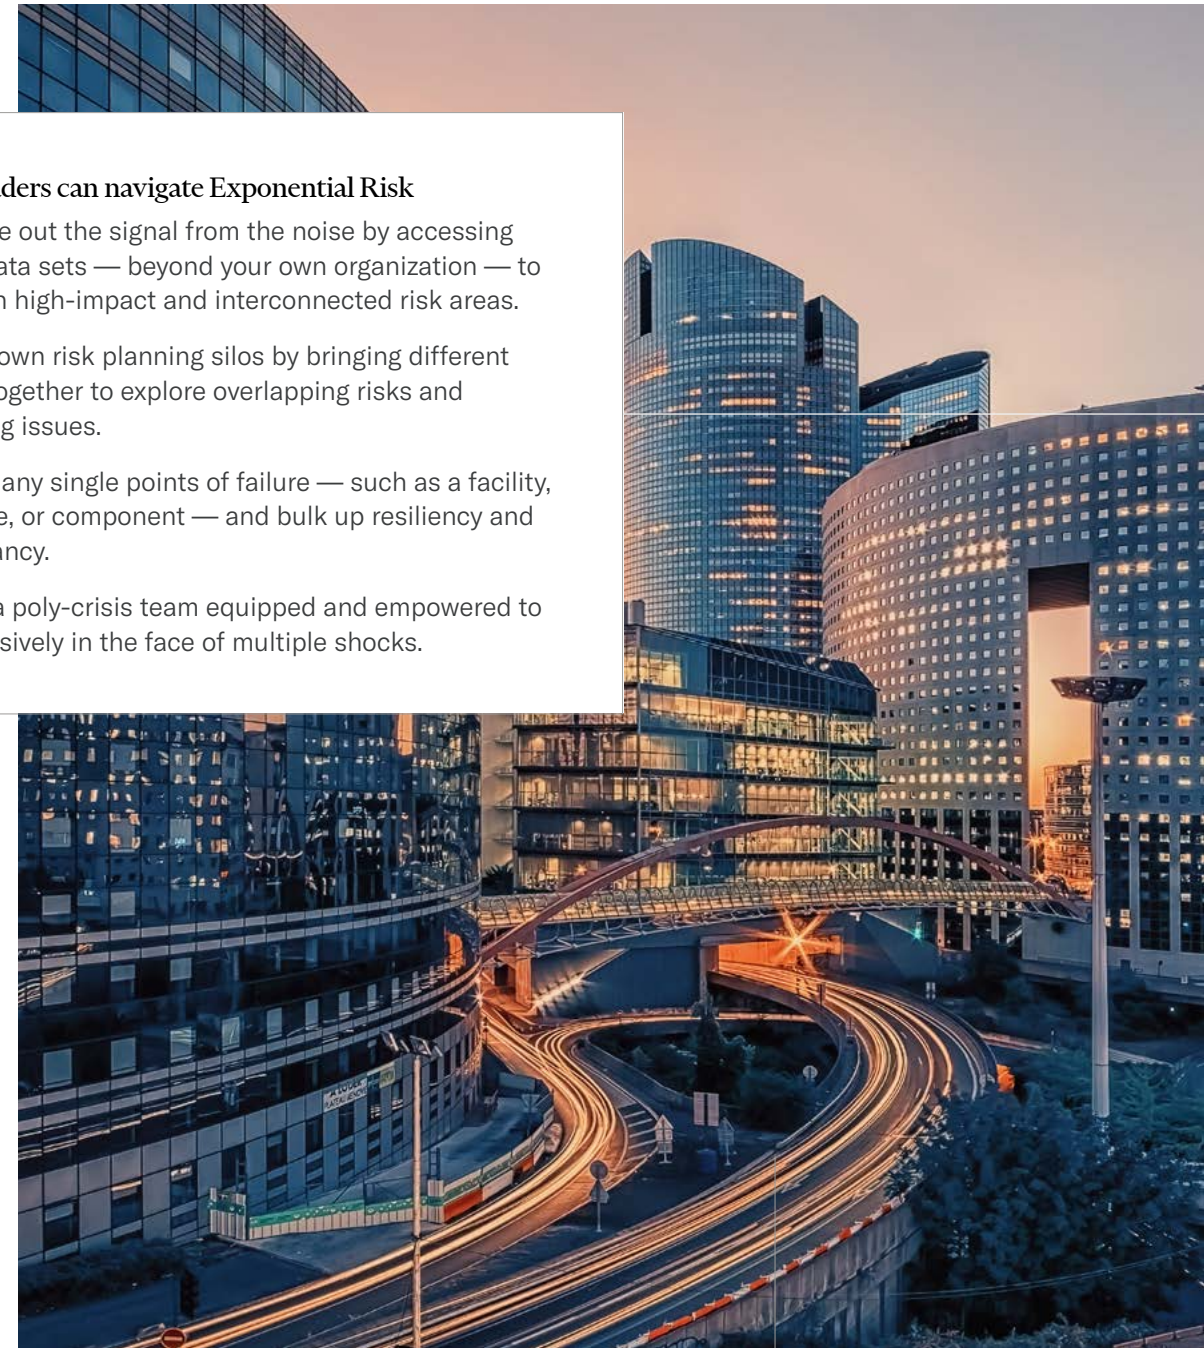 ders can navigate Exponential Risk
e out the signal from the noise by accessing
ata sets — beyond your own organization — to
n high-impact and interconnected risk areas.
own risk planning silos by bringing different
ogether to explore overlapping risks and
g issues.
any single points of failure — such as a facility,
e, or component — and bulk up resiliency and
ancy.
a poly-crisis team equipped and empowered to
sively in the face of multiple shocks.
A LOUER